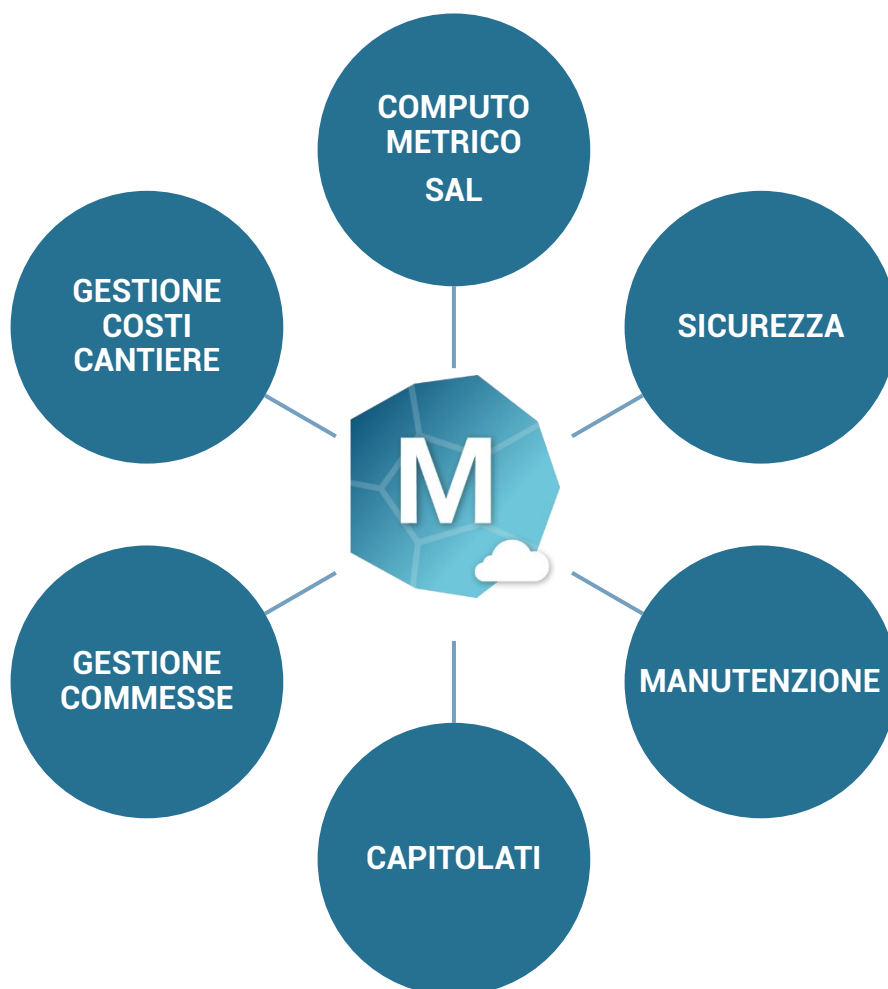 COMPUTO
METRICO
SAL
GESTIONE
COSTI
CANTIERE
SICUREZZA
M
GESTIONE
COMMESSE
MANUTENZIONE
CAPITOLATI